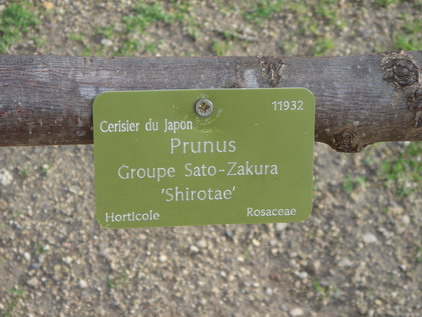 11932
Cerisier du Japon
Prunus
Groupe Sato-Zakura
'Shirotae'
Horticole Rosaceae